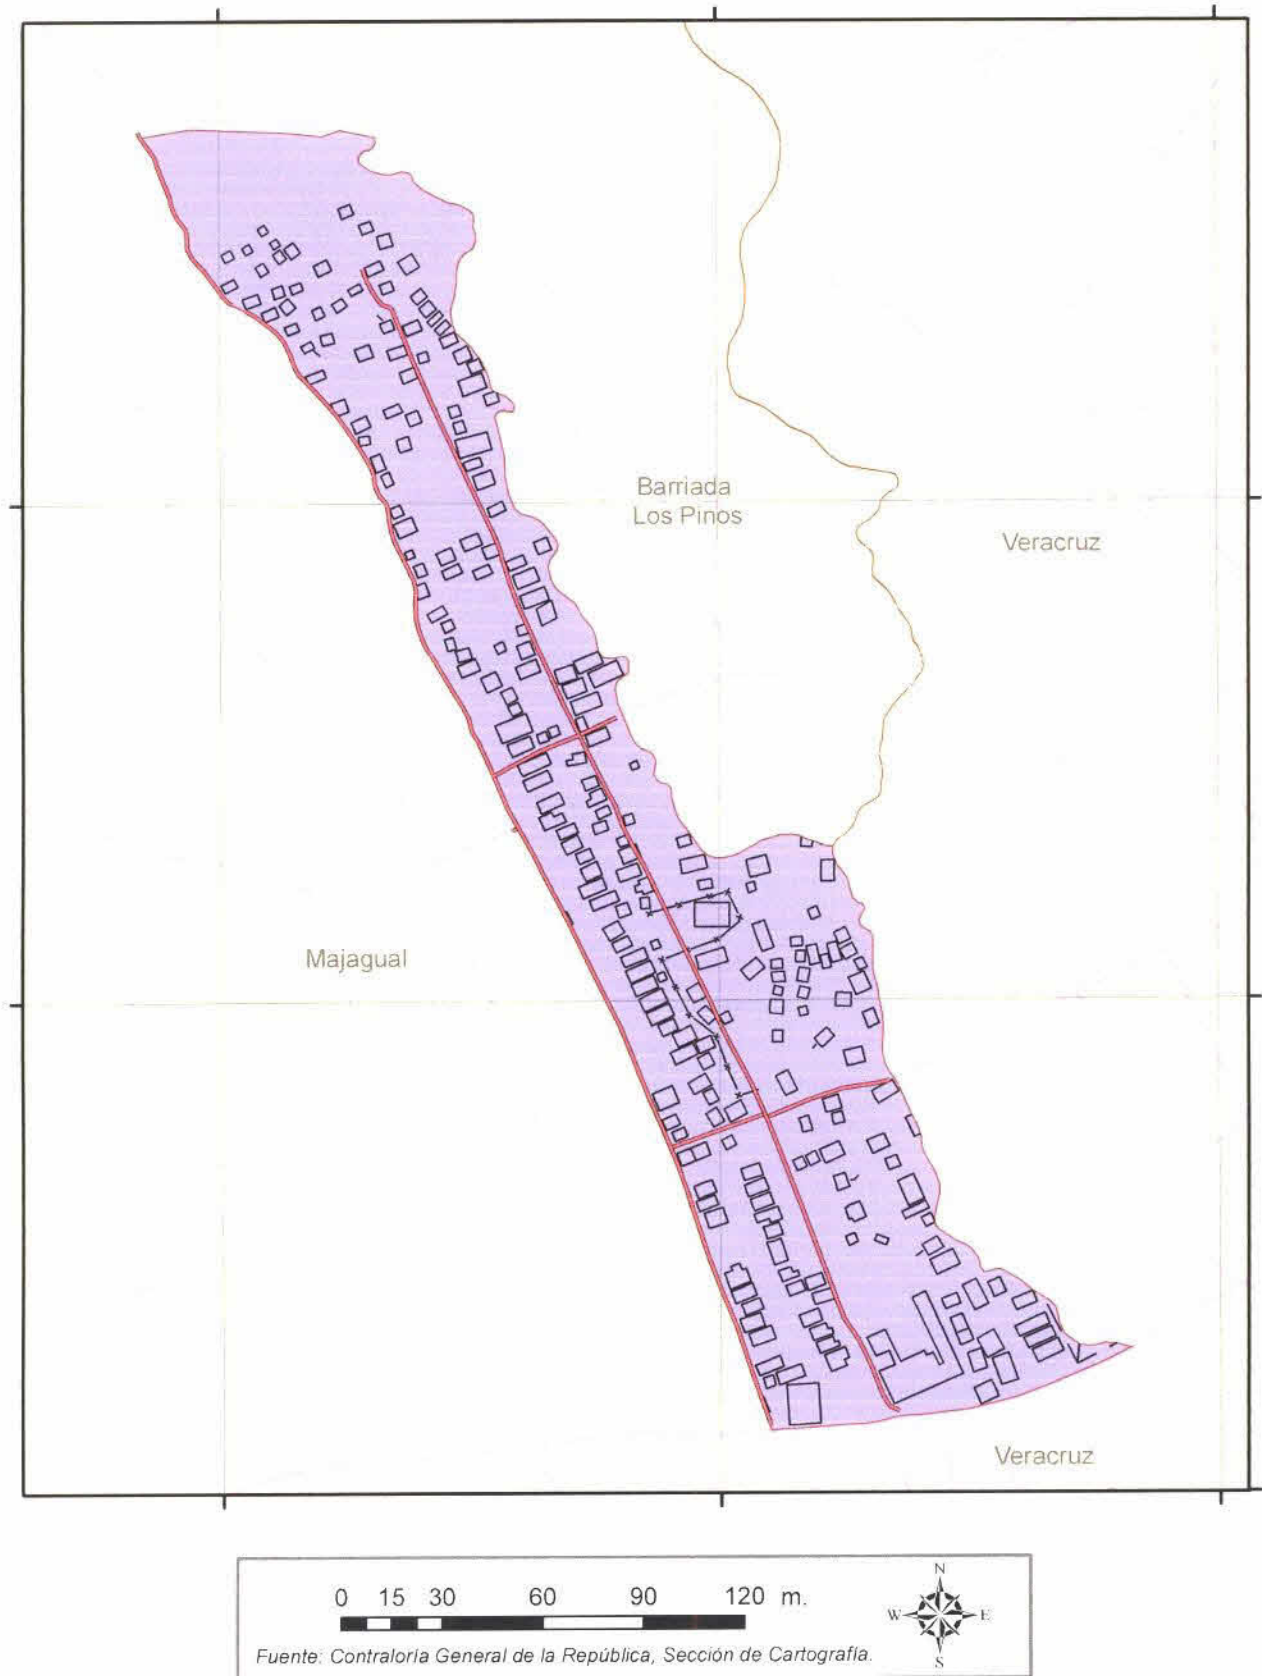 Barriada
Los Pinos
Veracruz
Majagual
Veracruz
0 15 30 60 90 120 m.
N
W E
S
Fuente: Contraloría General de la República, Sección de Cartografía.